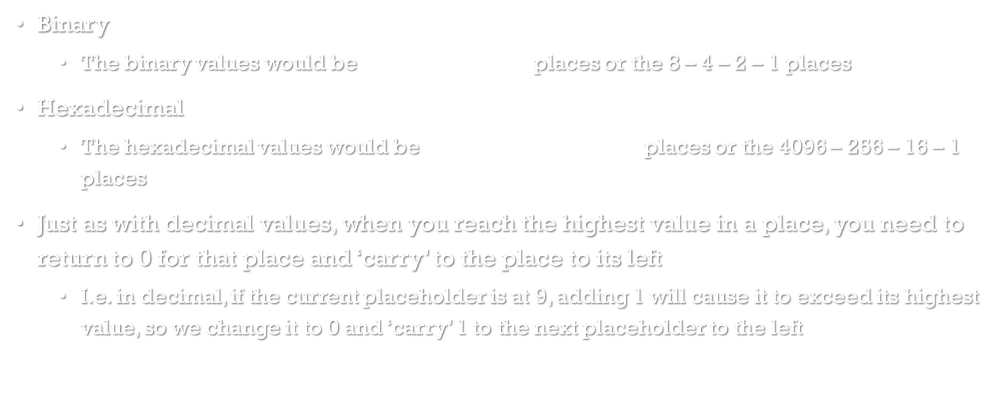 • Binary
• The binary values would be places or the 8 – 4 – 2 – 1 places
• Hexadecimal
• The hexadecimal values would be places or the 4096 – 256 – 16 – 1
places
• Just as with decimal values, when you reach the highest value in a place, you need to
return to 0 for that place and ‘carry’ to the place to its left
• I.e. in decimal, if the current placeholder is at 9, adding 1 will cause it to exceed its highest
value, so we change it to 0 and ‘carry’ 1 to the next placeholder to the left